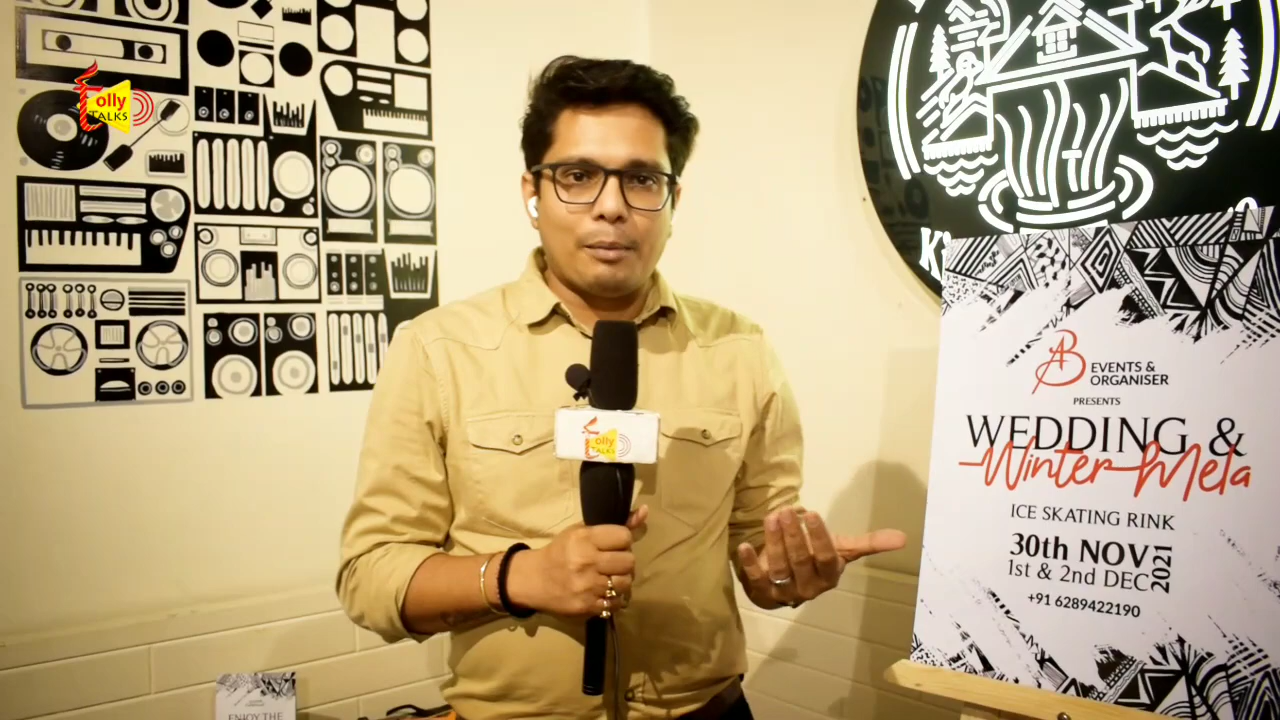 olly
TALKS
olly
TALKS
AB
EVENTS &
ORGANISER
PRESENTS
WEDDING &
Winter Mela
ICE SKATING RINK
30th NOV
1st & 2nd DEC
2021
+91 6289422190
ENJOY THE